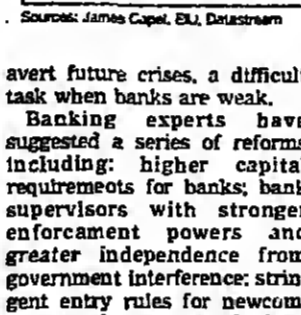 . Sources: James Capel, EIU, Datastream
avert future crises, a difficult
task when banks are weak.
Banking experts have
suggested a series of reforms
including: higher capital
requirements for banks; bank
supervisors with stronger
enforcament powers and
greater independence from
government interference; strin
gent entry rules for newcom